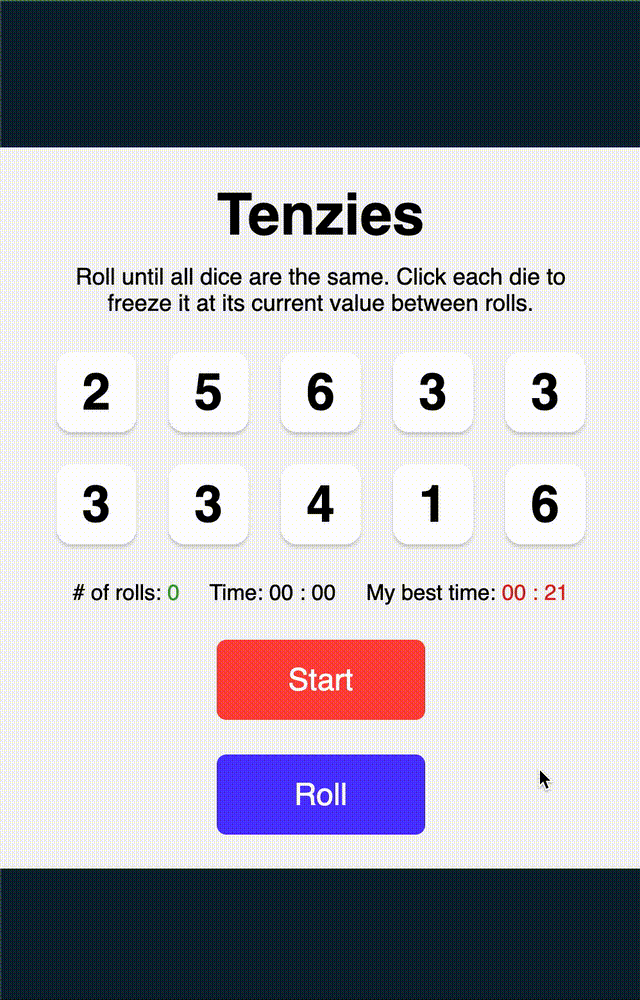 Tenzies
Roll until all dice are the same. Click each die to
freeze it at its current value between rolls.
2 5 6 3 3
3 3 4 1 6
# of rolls: 0 Time: 00 : 00 My best time: 00 : 21
Start
Roll